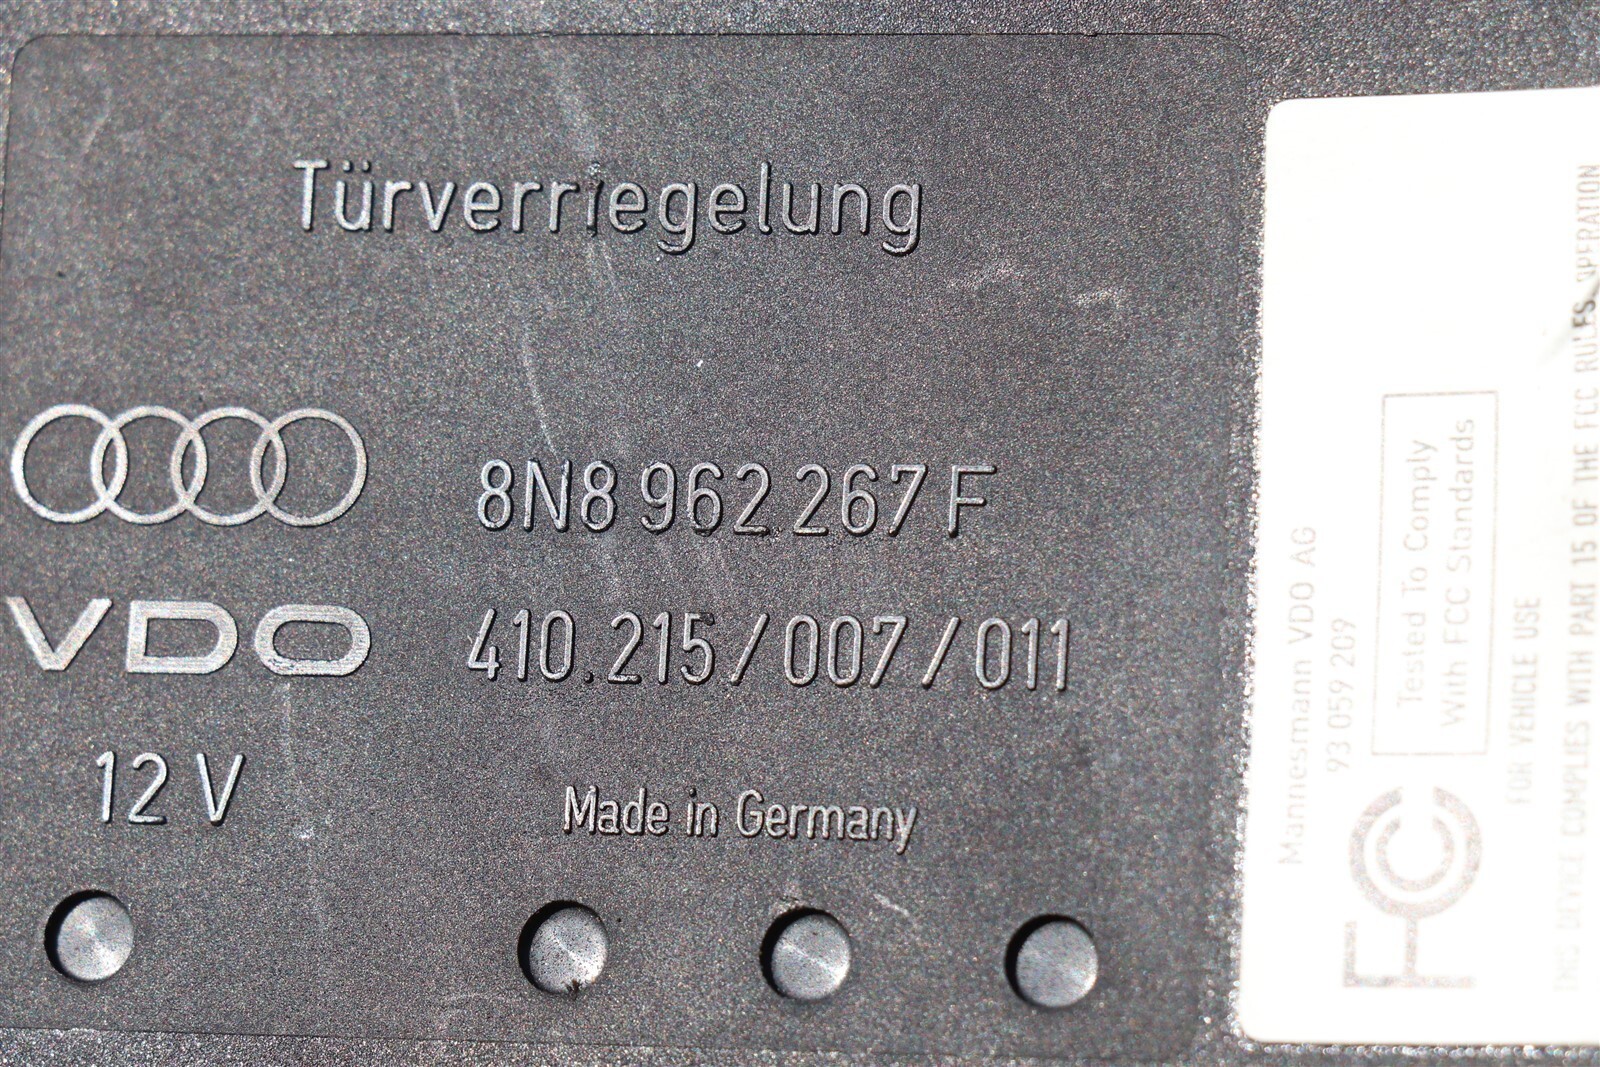 Türverriegelung
8N8 962 267 F
VDO
410.215/007/011
12 V
Made in Germany
Mannesmann VDO AG
93 059 209
FC
Tested To Comply
With FCC Standards
FOR VEHICLE USE
THIS DEVICE COMPLIES WITH PART 15 OF THE FCC RULES. OPERATION